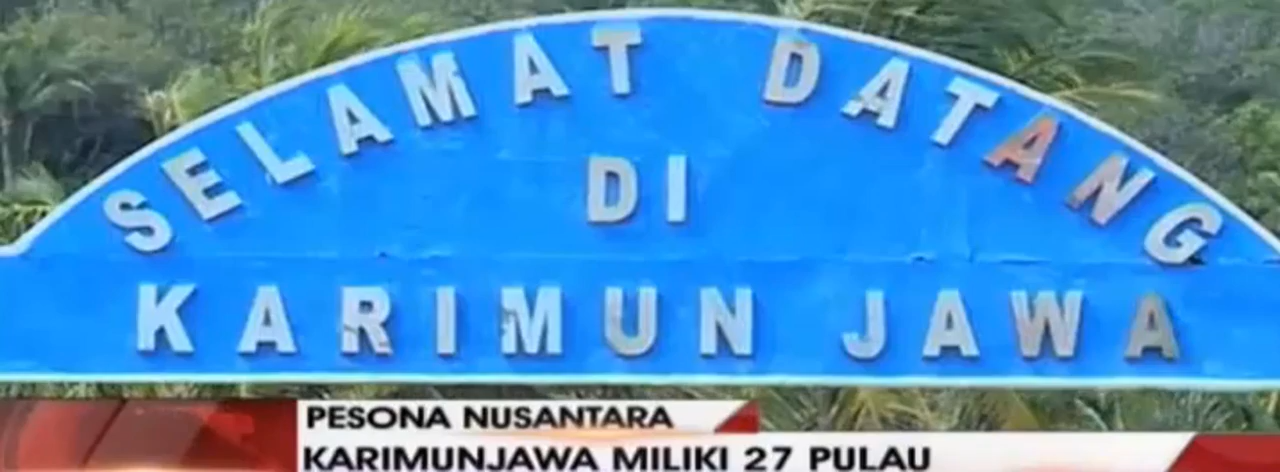 SELAMAT DATANG
DI
KARIMUN JAWA
PESONA NUSANTARA
KARIMUNJAWA MILIKI 27 PULAU